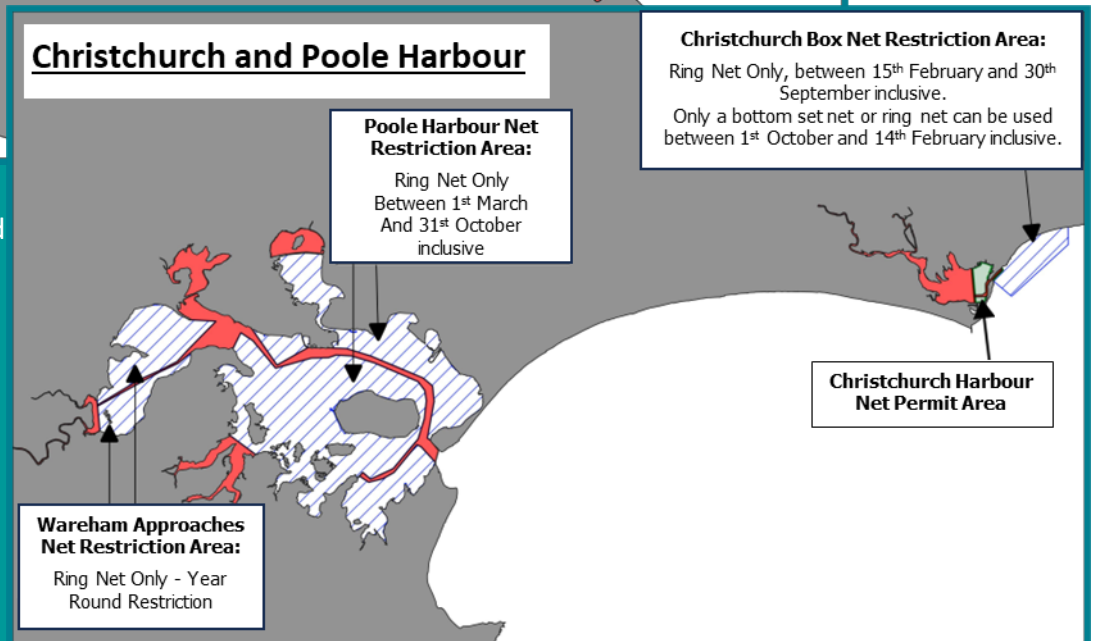 Christchurch and Poole Harbour
Christchurch Box Net Restriction Area:
Ring Net Only, between 15th February and 30th
September inclusive.
Only a bottom set net or ring net can be used
between 1st October and 14th February inclusive.
Poole Harbour Net
Restriction Area:
Ring Net Only
Between 1st March
And 31st October
inclusive
Christchurch Harbour
Net Permit Area
Wareham Approaches
Net Restriction Area:
Ring Net Only - Year
Round Restriction